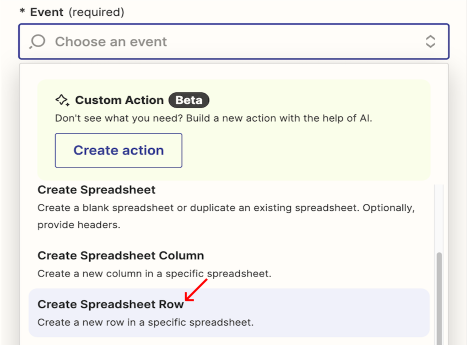 * Event (required)
Choose an event
Custom Action Beta
Don't see what you need? Build a new action with the help of AI.
Create action
Create Spreadsheet
Create a blank spreadsheet or duplicate an existing spreadsheet. Optionally,
provide headers.
Create Spreadsheet Column
Create a new column in a specific spreadsheet.
Create Spreadsheet Row
Create a new row in a specific spreadsheet.